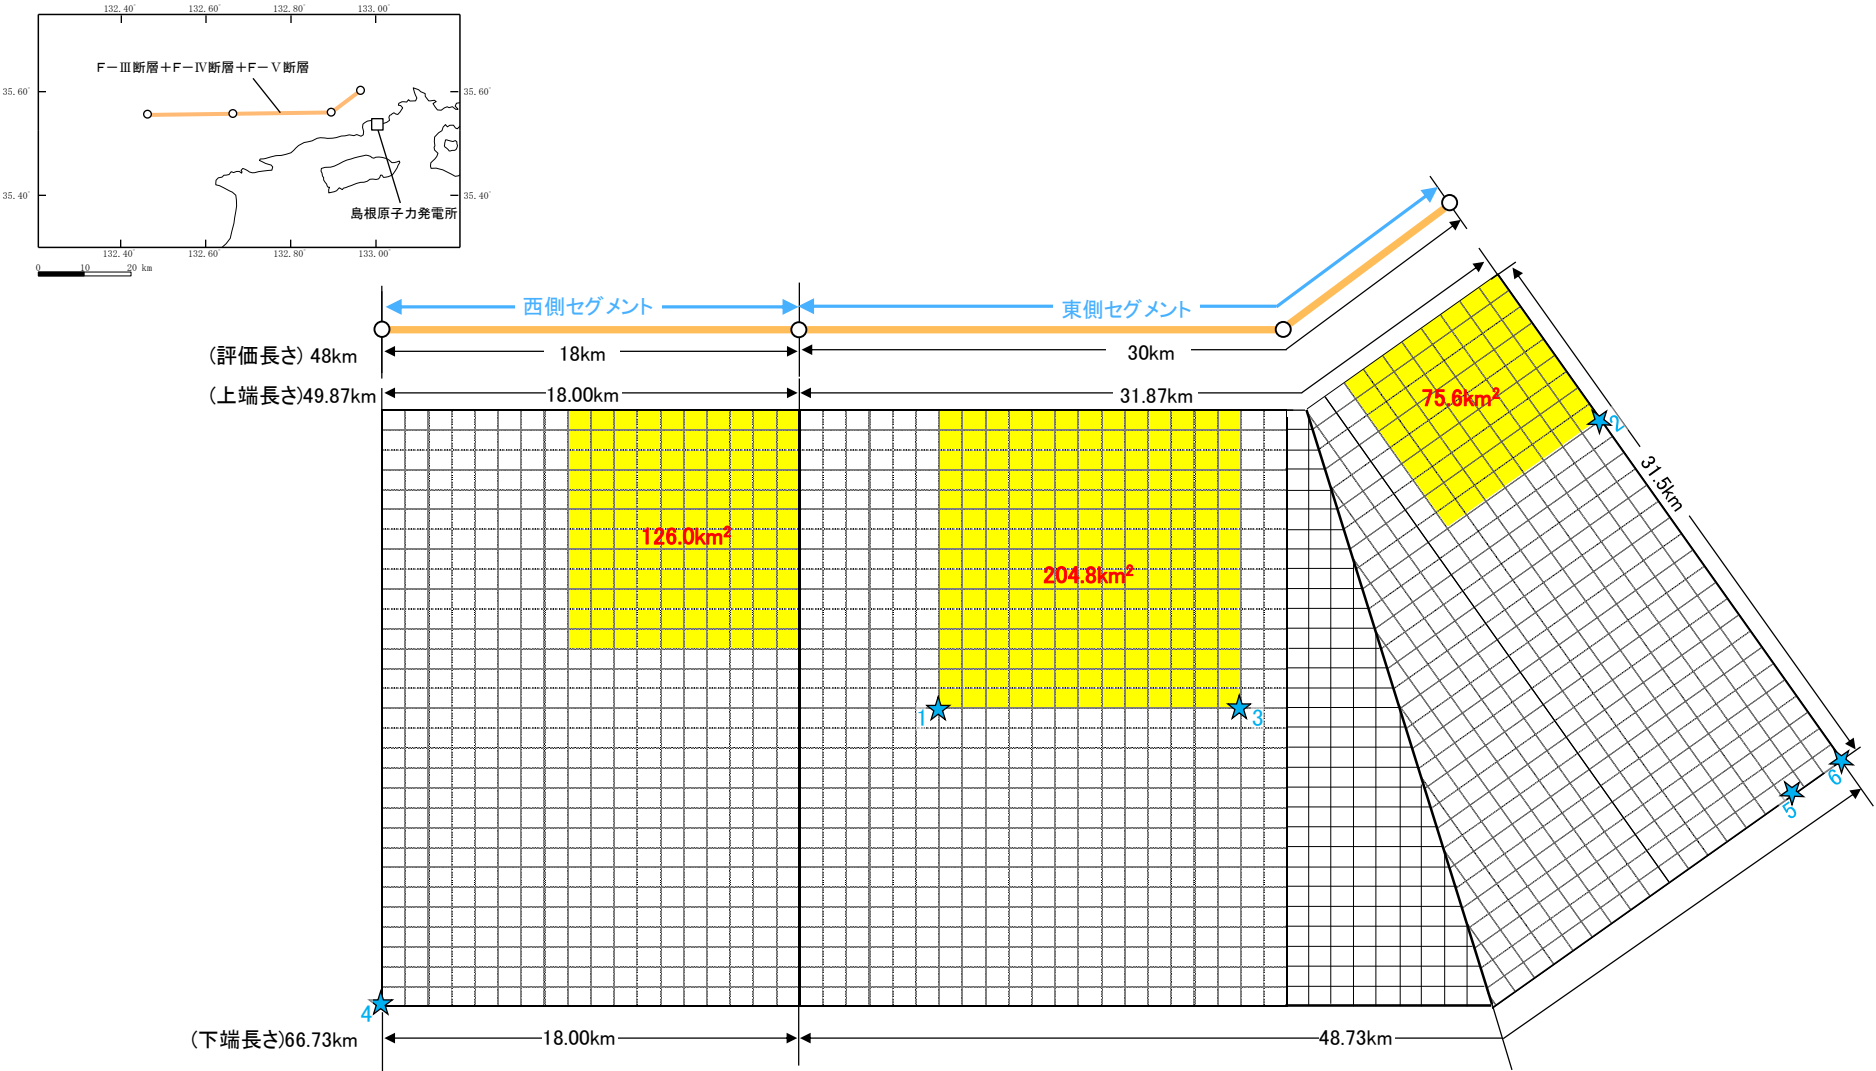 132.40° 132.60° 132.80° 133.00°
F-Ⅲ断層+F-Ⅳ断層+F-Ⅴ断層
35.60° 35.60°
35.40° 35.40°
島根原子力発電所
132.40° 132.60° 132.80° 133.00°
0 10 20 km
西側セグメント
東側セグメント
(評価長さ) 48km
18km
30km
(上端長さ)49.87km
18.00km
31.87km
75.6km²
2
31.5km
126.0km²
204.8km²
1
3
6
5
4
(下端長さ)66.73km
18.00km
48.73km